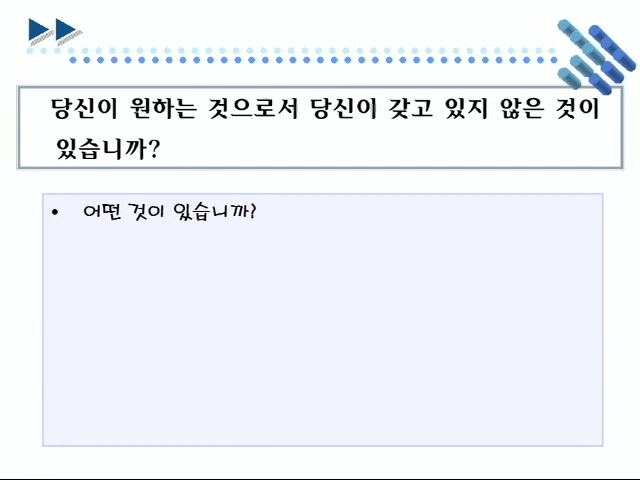 당신이 원하는 것으로서 당신이 갖고 있지 않은 것이
있습니까?
• 어떤 것이 있습니까?